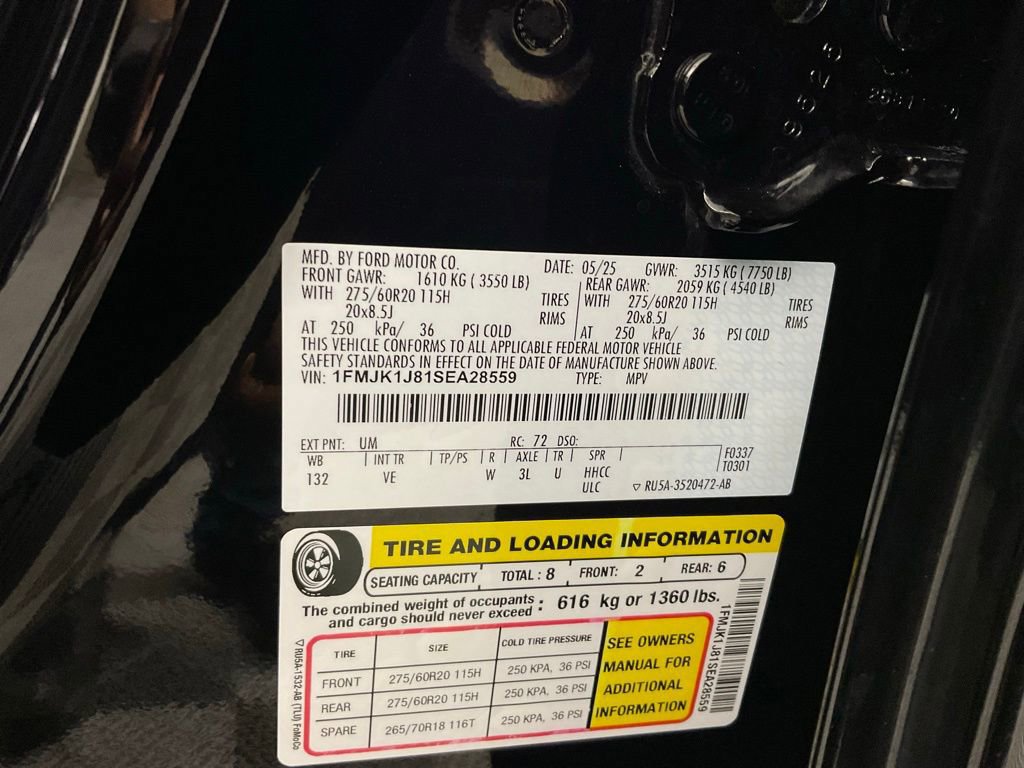 MFD. BY FORD MOTOR CO. DATE: 05/25 GVWR: 3515 KG ( 7750 LB)
FRONT GAWR: 1610 KG ( 3550 LB) REAR GAWR: 2059 KG ( 4540 LB)
WITH 275/60R20 115H TIRES WITH 275/60R20 115H TIRES
20x8.5J RIMS 20x8.5J RIMS
AT 250 kPa/ 36 PSI COLD AT 250 kPa/ 36 PSI COLD
THIS VEHICLE CONFORMS TO ALL APPLICABLE FEDERAL MOTOR VEHICLE
SAFETY STANDARDS IN EFFECT ON THE DATE OF MANUFACTURE SHOWN ABOVE.
VIN: 1FMJK1J81SEA28559 TYPE: MPV
EXT PNT: UM RC: 72 DSO:
WB INT TR TP/PS R AXLE TR SPR F0337
132 VE W 3L U HHCC T0301
ULC RU5A-3520472-AB
TIRE AND LOADING INFORMATION
SEATING CAPACITY TOTAL : 8 FRONT: 2 REAR: 6
The combined weight of occupants and cargo should never exceed : 616 kg or 1360 lbs.
TIRE SIZE COLD TIRE PRESSURE
FRONT 275/60R20 115H 250 KPA, 36 PSI
REAR 275/60R20 115H 250 KPA, 36 PSI
SPARE 265/70R18 116T 250 KPA, 36 PSI
SEE OWNERS
MANUAL FOR
ADDITIONAL
INFORMATION
RU5A-1532-AB (TLU) FoMoCo
1FMJK1J81SEA28559